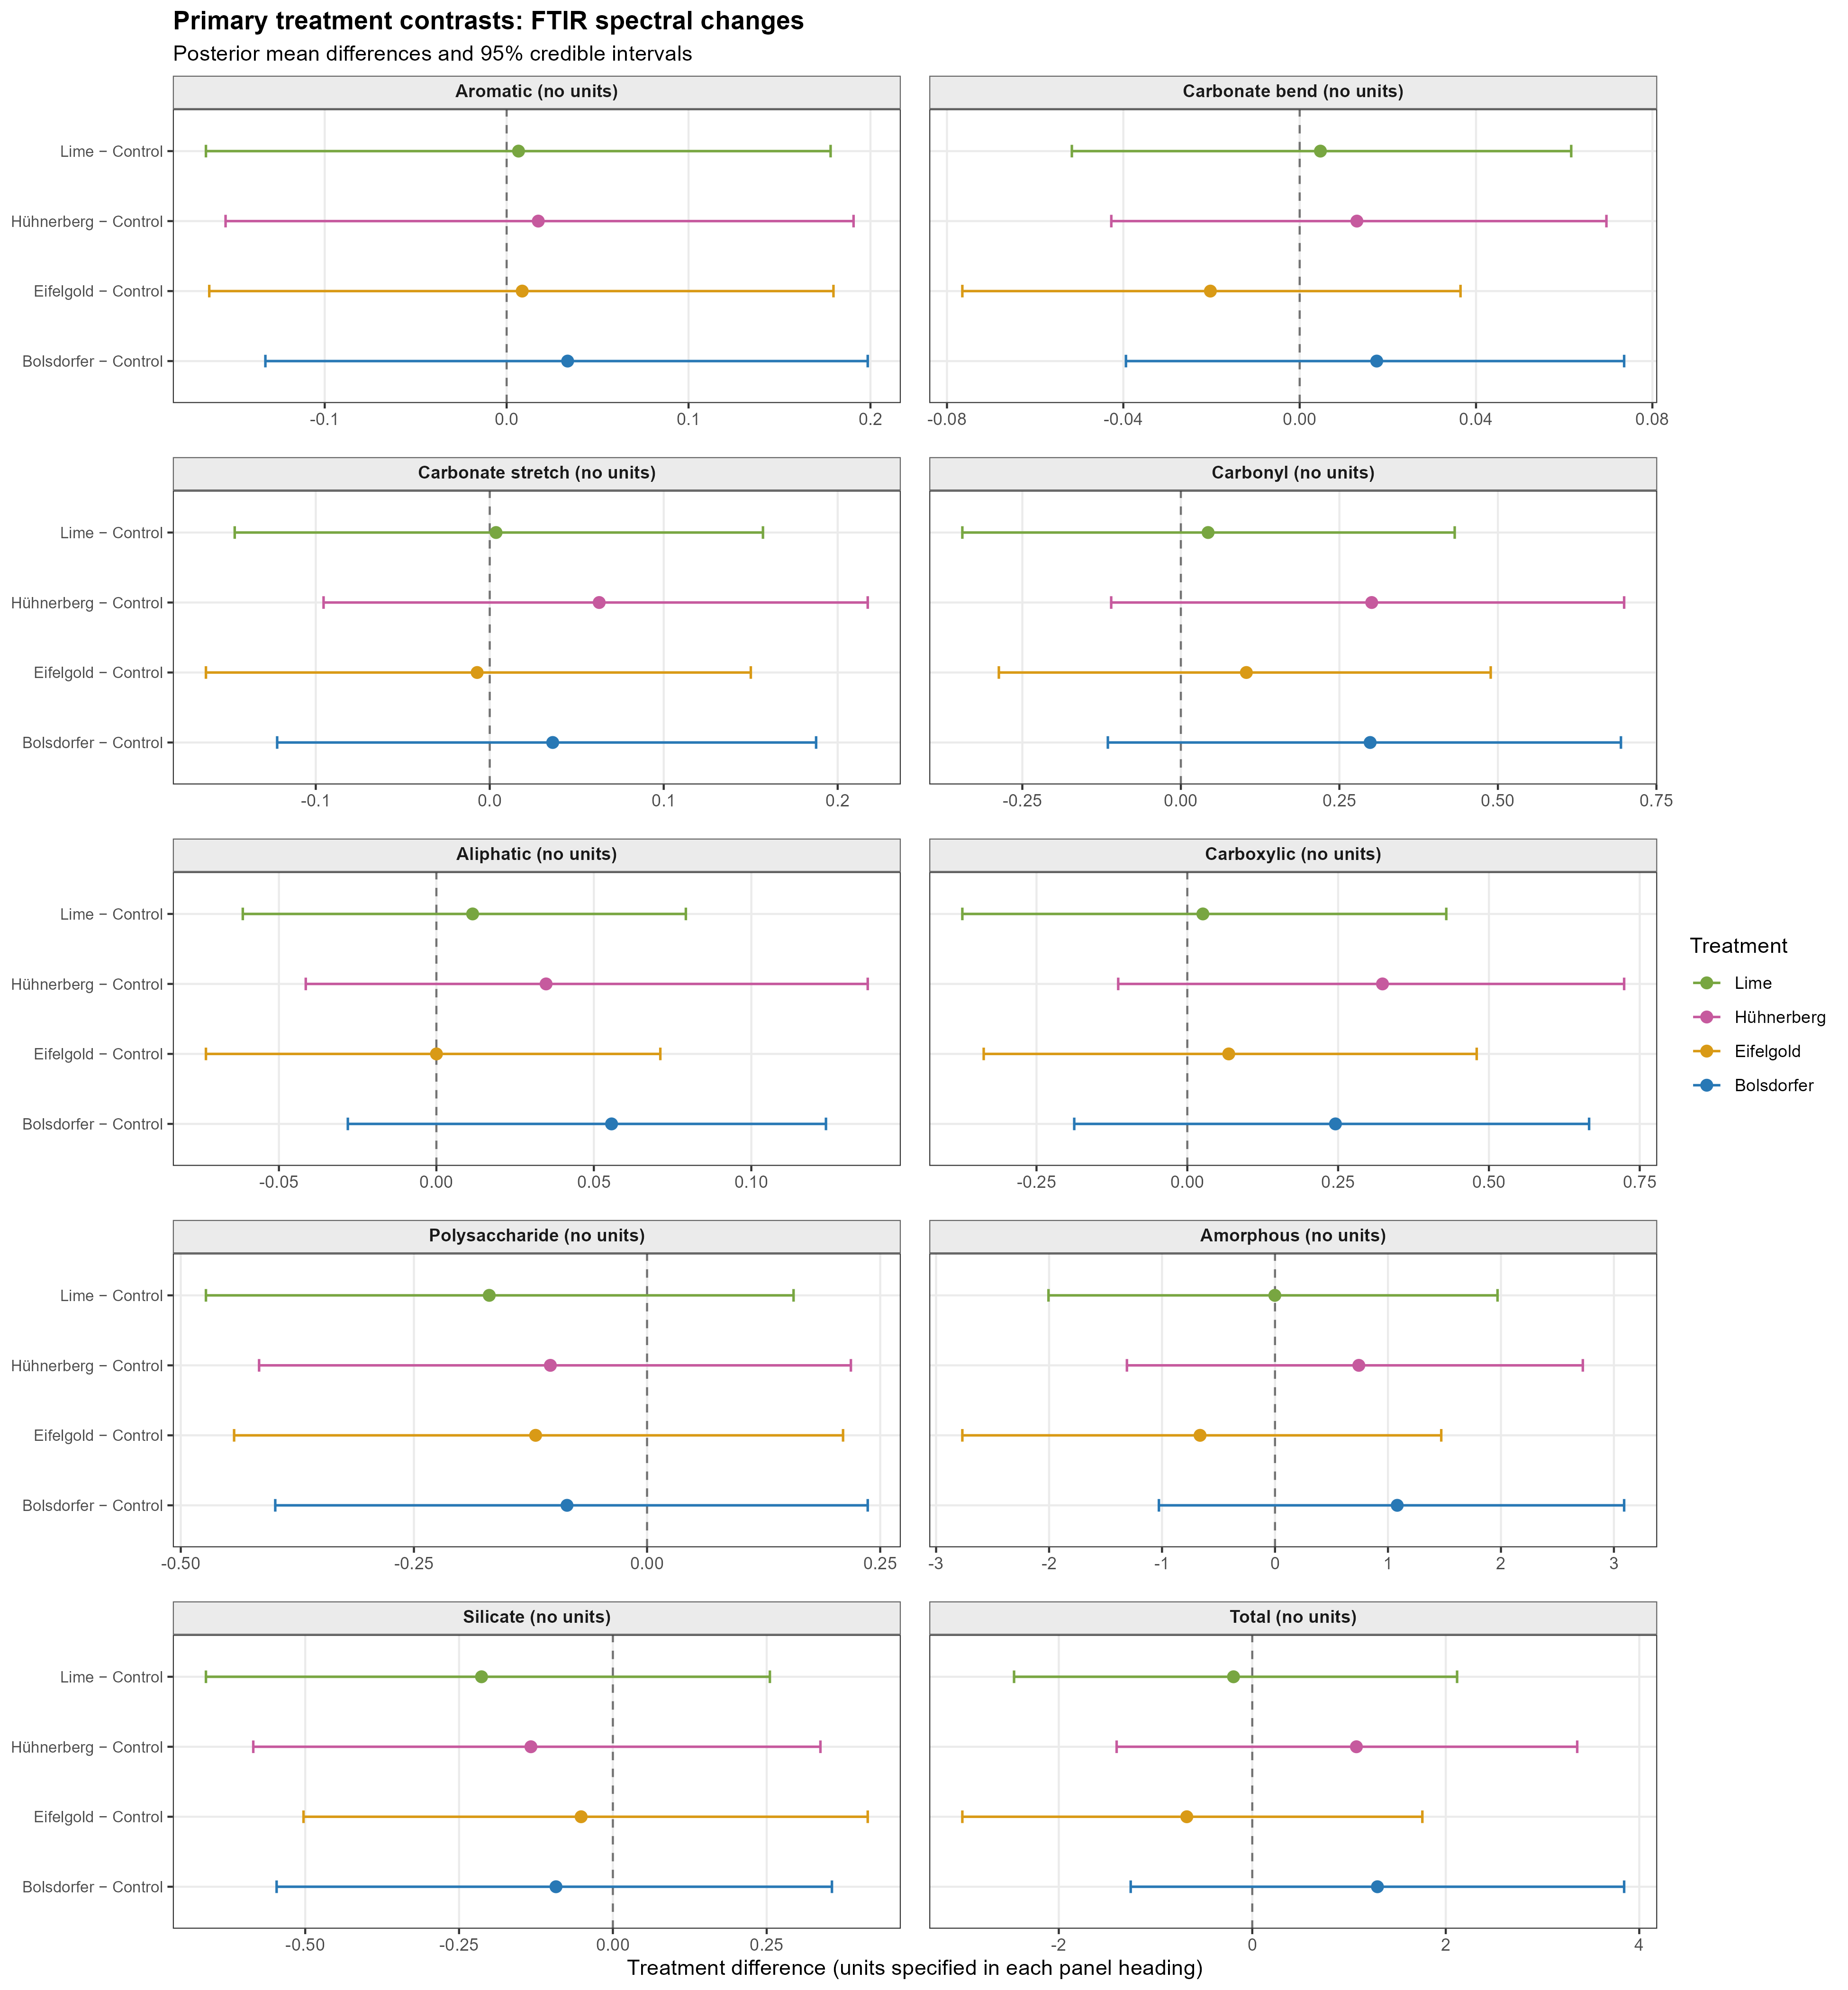 Primary treatment contrasts: FTIR spectral changes
Posterior mean differences and 95% credible intervals
Aromatic (no units)
Lime − Control
Hühnerberg − Control
Eifelgold − Control
Bolsdorfer − Control
-0.1 0.0 0.1 0.2
Carbonate bend (no units)
-0.08 -0.04 0.00 0.04 0.08
Carbonate stretch (no units)
Lime − Control
Hühnerberg − Control
Eifelgold − Control
Bolsdorfer − Control
-0.1 0.0 0.1 0.2
Carbonyl (no units)
-0.25 0.00 0.25 0.50 0.75
Aliphatic (no units)
Lime − Control
Hühnerberg − Control
Eifelgold − Control
Bolsdorfer − Control
-0.05 0.00 0.05 0.10
Carboxylic (no units)
-0.25 0.00 0.25 0.50 0.75
Polysaccharide (no units)
Lime − Control
Hühnerberg − Control
Eifelgold − Control
Bolsdorfer − Control
-0.50 -0.25 0.00 0.25
Amorphous (no units)
-3 -2 -1 0 1 2 3
Silicate (no units)
Lime − Control
Hühnerberg − Control
Eifelgold − Control
Bolsdorfer − Control
-0.50 -0.25 0.00 0.25
Total (no units)
-2 0 2 4
Treatment difference (units specified in each panel heading)
Treatment
Lime
Hühnerberg
Eifelgold
Bolsdorfer